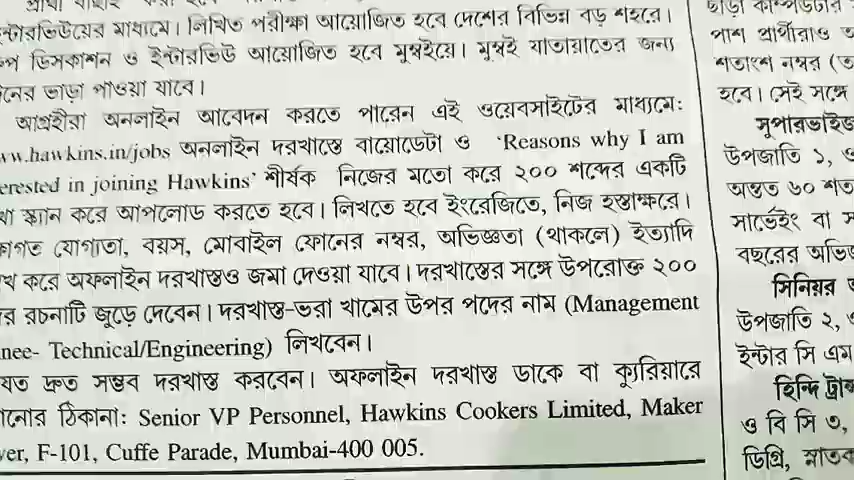 ন্টারভিউয়ের মাধ্যমে। লিখিত পরীক্ষা আয়োজিত হবে দেশের বিভিন্ন বড় শহরে।
প ডিসকাশন ও ইন্টারভিউ আয়োজিত হবে মুম্বইয়ে। মুম্বই যাতায়াতের জন্য
নের ভাড়া পাওয়া যাবে।
আগ্রহীরা অনলাইন আবেদন করতে পারেন এই ওয়েবসাইটের মাধ্যমে:
ww.hawkins.in/jobs অনলাইন দরখাস্তে বায়োডেটা ও ‘Reasons why I am
erested in joining Hawkins’ শীর্ষক নিজের মতো করে ২০০ শব্দের একটি
খা স্ক্যান করে আপলোড করতে হবে। লিখতে হবে ইংরেজিতে, নিজ হস্তাক্ষরে।
ক্ষাগত যোগ্যতা, বয়স, মোবাইল ফোনের নম্বর, অভিজ্ঞতা (থাকলে) ইত্যাদি
খ করে অফলাইন দরখাস্তও জমা দেওয়া যাবে। দরখাস্তের সঙ্গে উপরোক্ত ২০০
ের রচনাটি জুড়ে দেবেন। দরখাস্ত-ভরা খামের উপর পদের নাম (Management
nee- Technical/Engineering) লিখবেন।
যত দ্রুত সম্ভব দরখাস্ত করবেন। অফলাইন দরখাস্ত ডাকে বা ক্যুরিয়ারে
ানোর ঠিকানা: Senior VP Personnel, Hawkins Cookers Limited, Maker
wer, F-101, Cuffe Parade, Mumbai-400 005.
ছাড়া কম্পিউটার
পাশ প্রার্থীরাও
শতাংশ নম্বর (ত
হবে। সেই সঙ্গে
সুপারভাইজ
উপজাতি ১, ও
অন্তত ৬০ শত
সার্ভেইং বা স
বছরের অভি
সিনিয়র
উপজাতি ২,
ইন্টার সি এম
হিন্দি ট্রান্স
ও বি সি ৩,
ডিগ্রি, স্নাতক